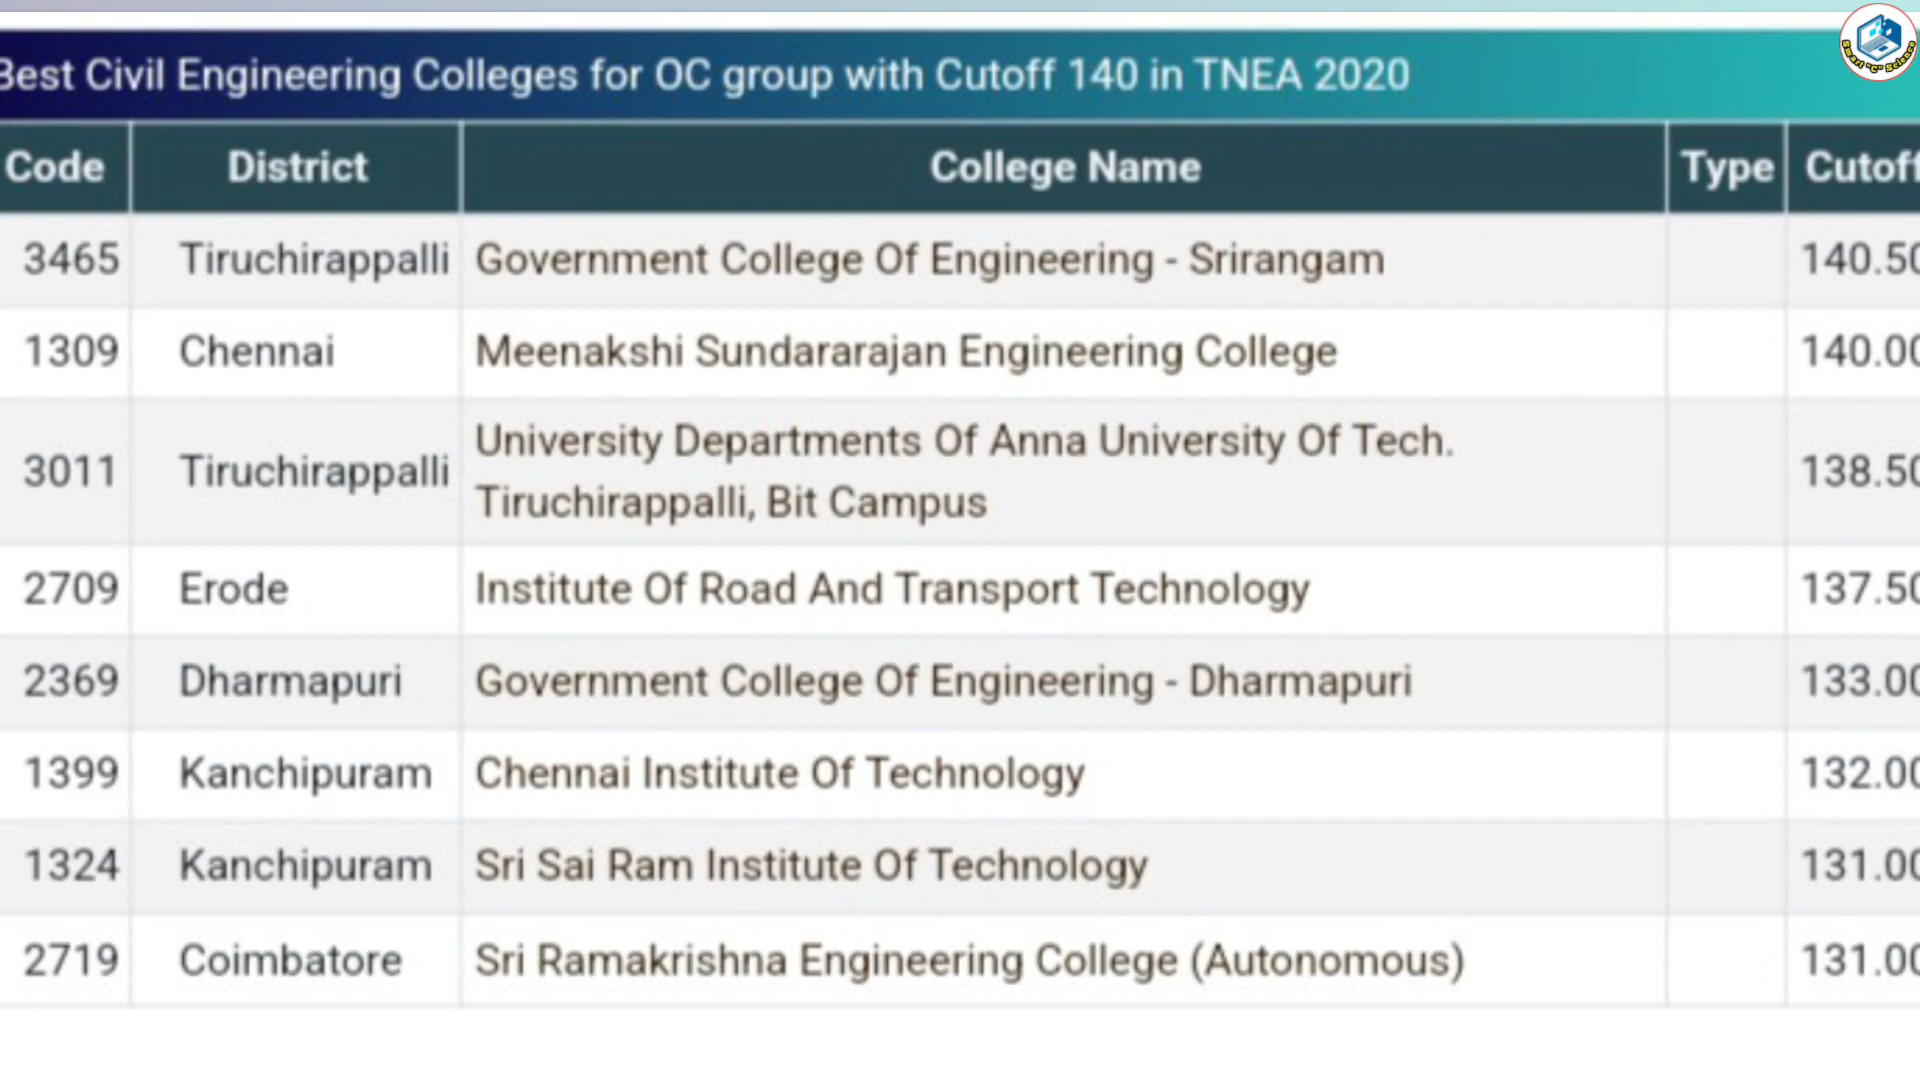 Best Civil Engineering Colleges for OC group with Cutoff 140 in TNEA 2020
Code District College Name Type Cutoff
3465 Tiruchirappalli Government College Of Engineering - Srirangam 140.50
1309 Chennai Meenakshi Sundararajan Engineering College 140.00
3011 Tiruchirappalli University Departments Of Anna University Of Tech.
Tiruchirappalli, Bit Campus 138.50
2709 Erode Institute Of Road And Transport Technology 137.50
2369 Dharmapuri Government College Of Engineering - Dharmapuri 133.00
1399 Kanchipuram Chennai Institute Of Technology 132.00
1324 Kanchipuram Sri Sai Ram Institute Of Technology 131.00
2719 Coimbatore Sri Ramakrishna Engineering College (Autonomous) 131.00
Smart "C" Science